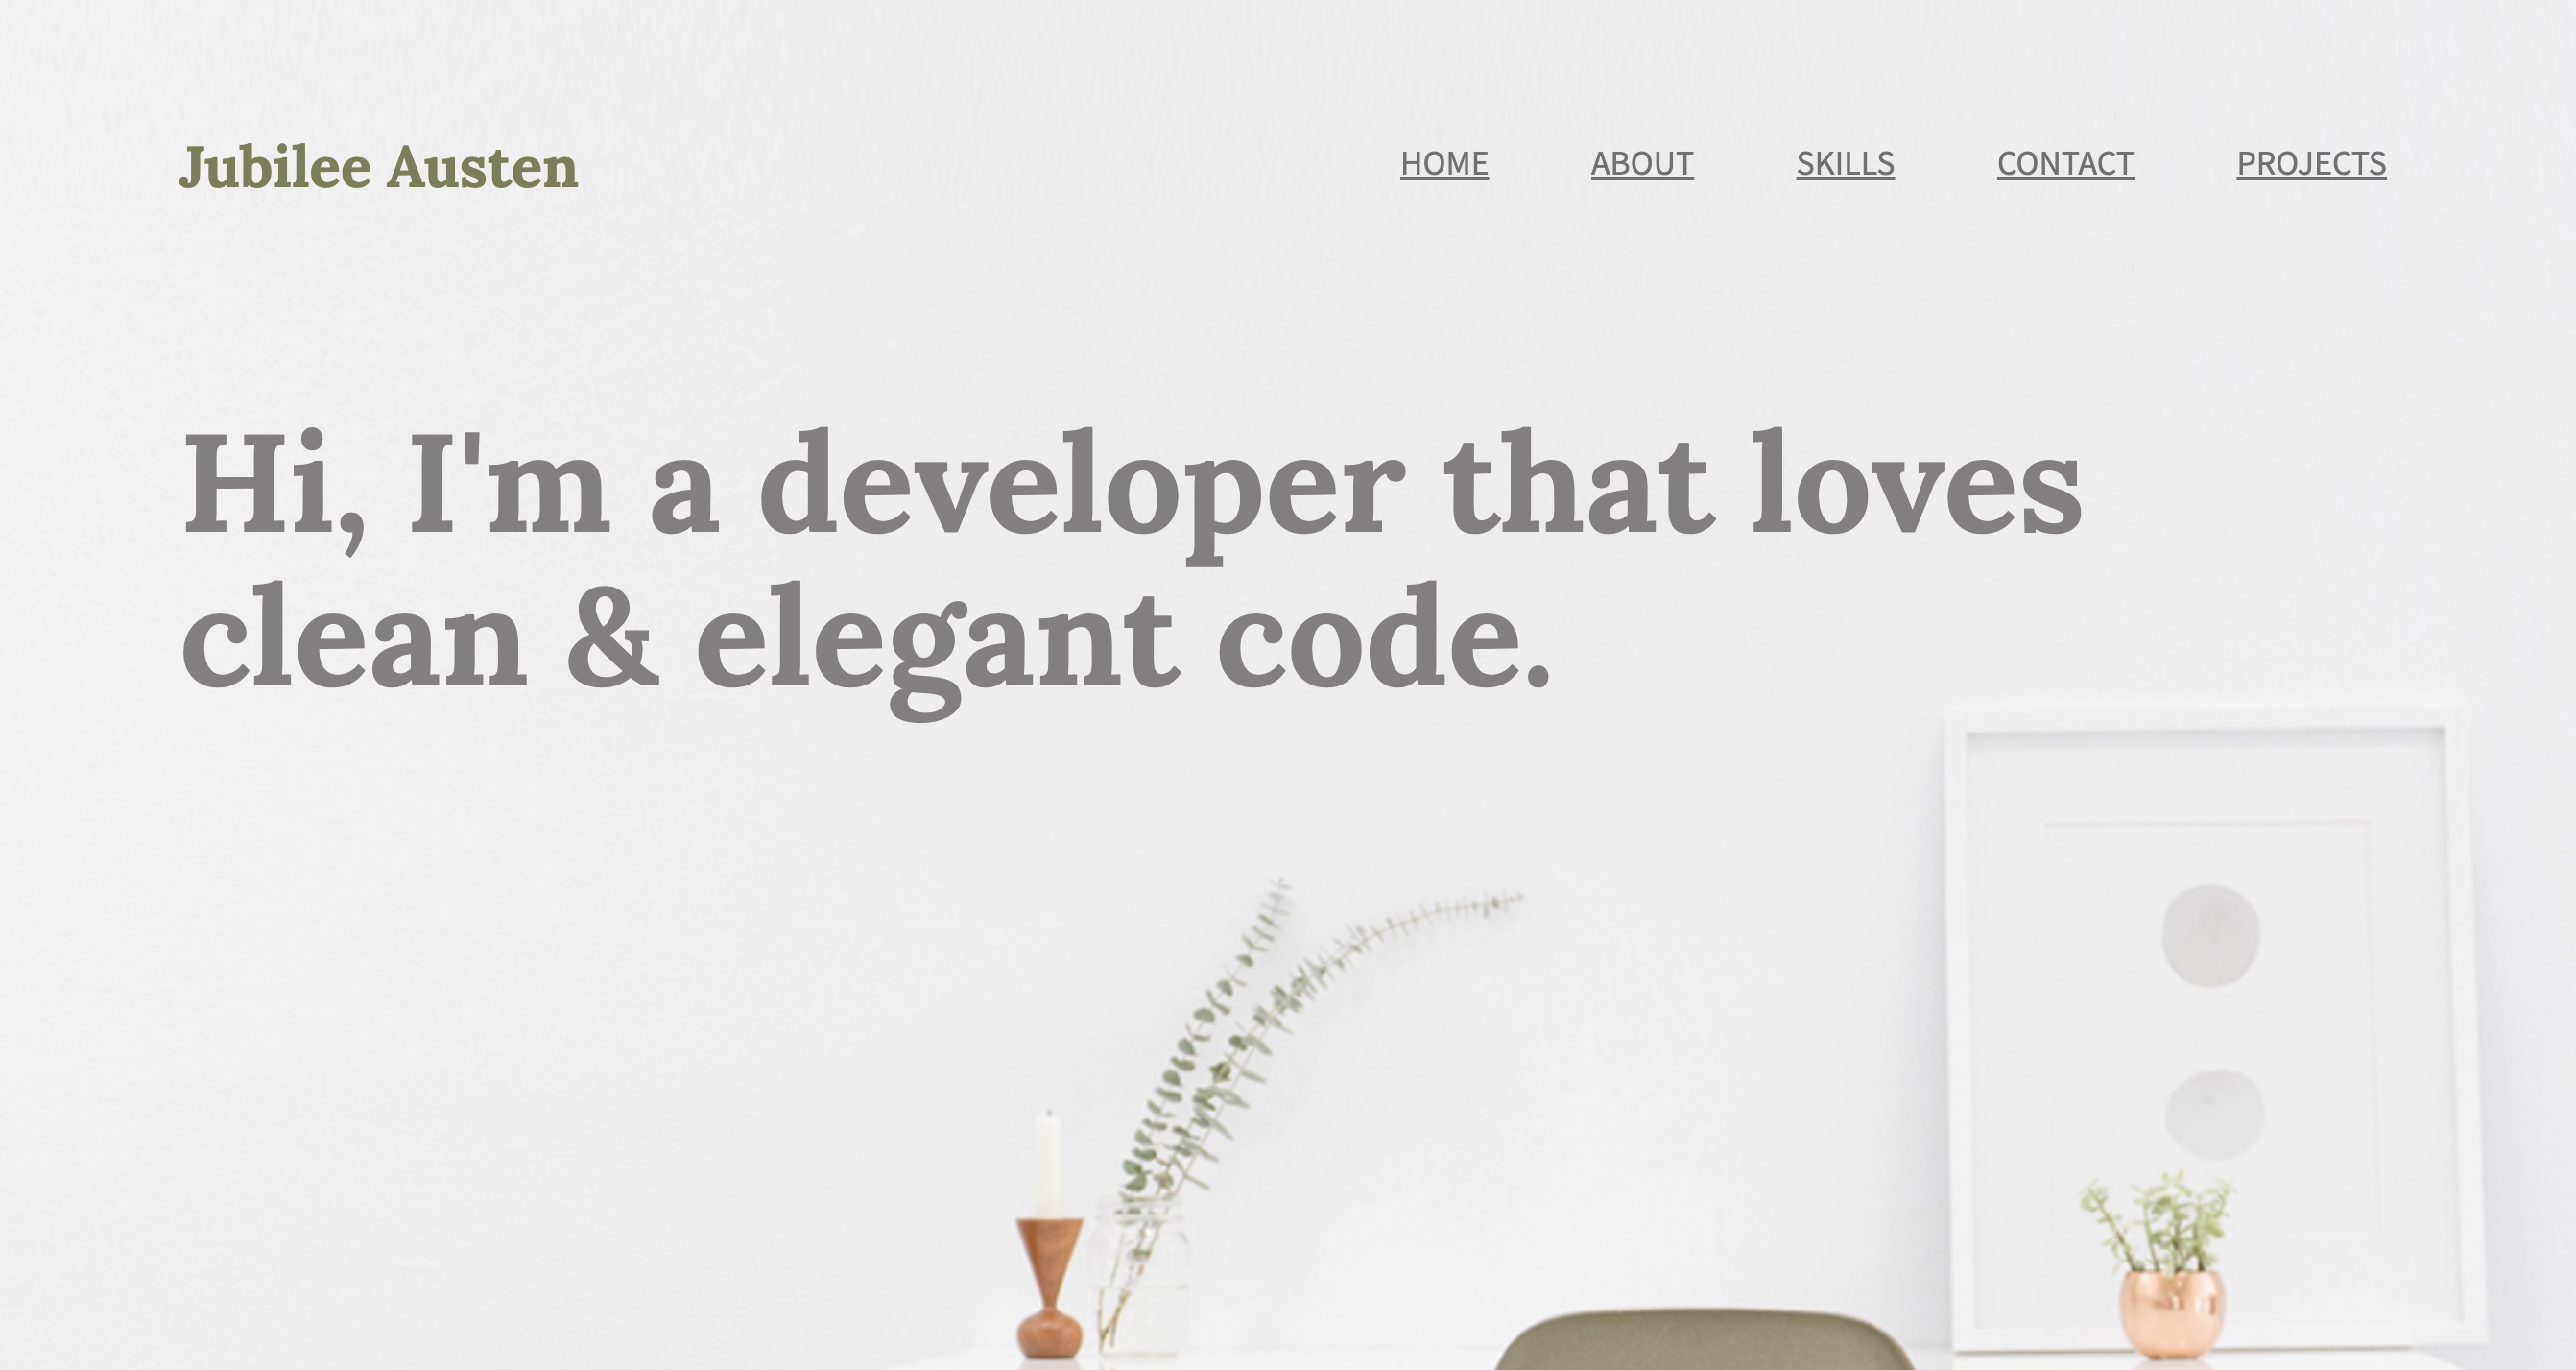 Jubilee Austen
HOME ABOUT SKILLS CONTACT PROJECTS
Hi, I'm a developer that loves
clean & elegant code.